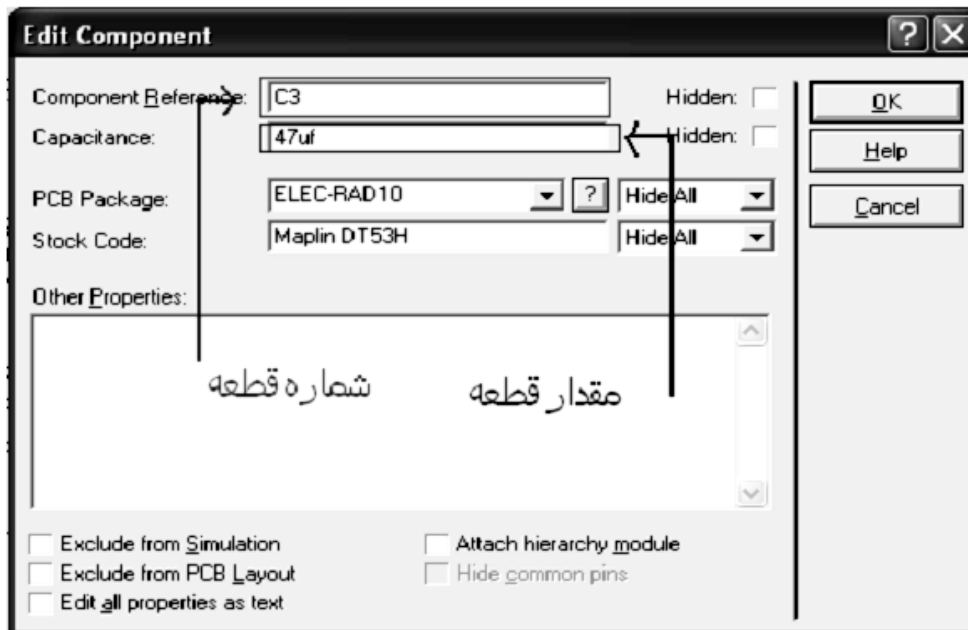 Edit Component
Component Reference: C3 Hidden:
Capacitance: 47uf Hidden:
PCB Package: ELEC-RAD10 ? Hide All
Stock Code: Maplin DT53H Hide All
Other Properties:
شماره قطعه
مقدار قطعه
Exclude from Simulation
Exclude from PCB Layout
Edit all properties as text
Attach hierarchy module
Hide common pins
?
OK
Help
Cancel